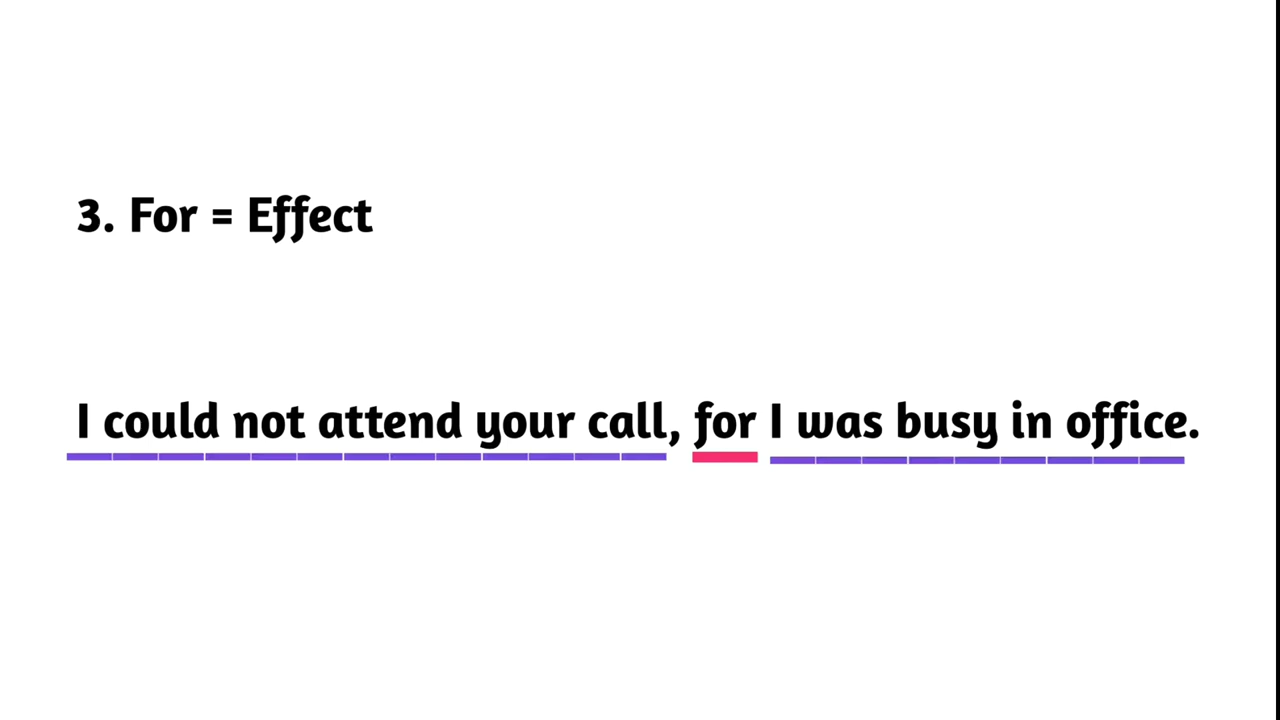 3. For = Effect
I could not attend your call, for I was busy in office.